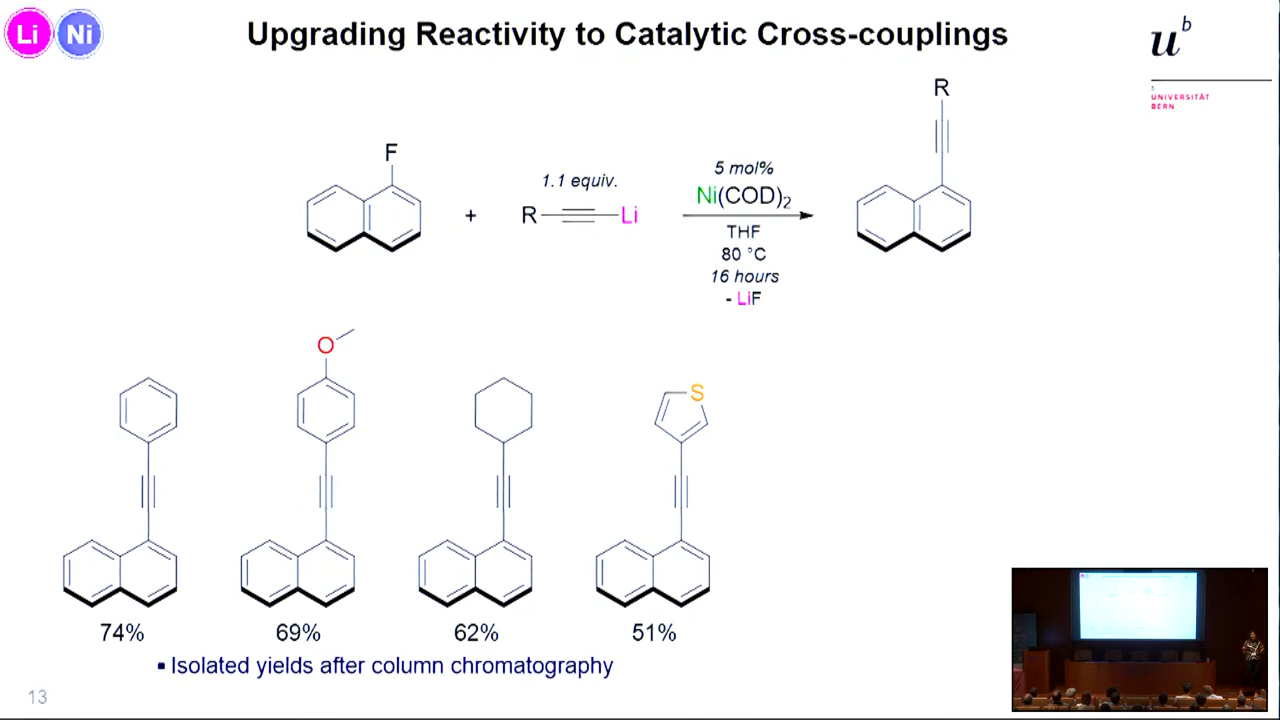 Li Ni
Upgrading Reactivity to Catalytic Cross-couplings
u b
b
UNIVERSITÄT
BERN
F
+
1.1 equiv.
R Li
5 mol%
Ni(COD)2
THF
80 °C
16 hours
- LiF
R
O
S
74%
69%
62%
51%
▪ Isolated yields after column chromatography
13